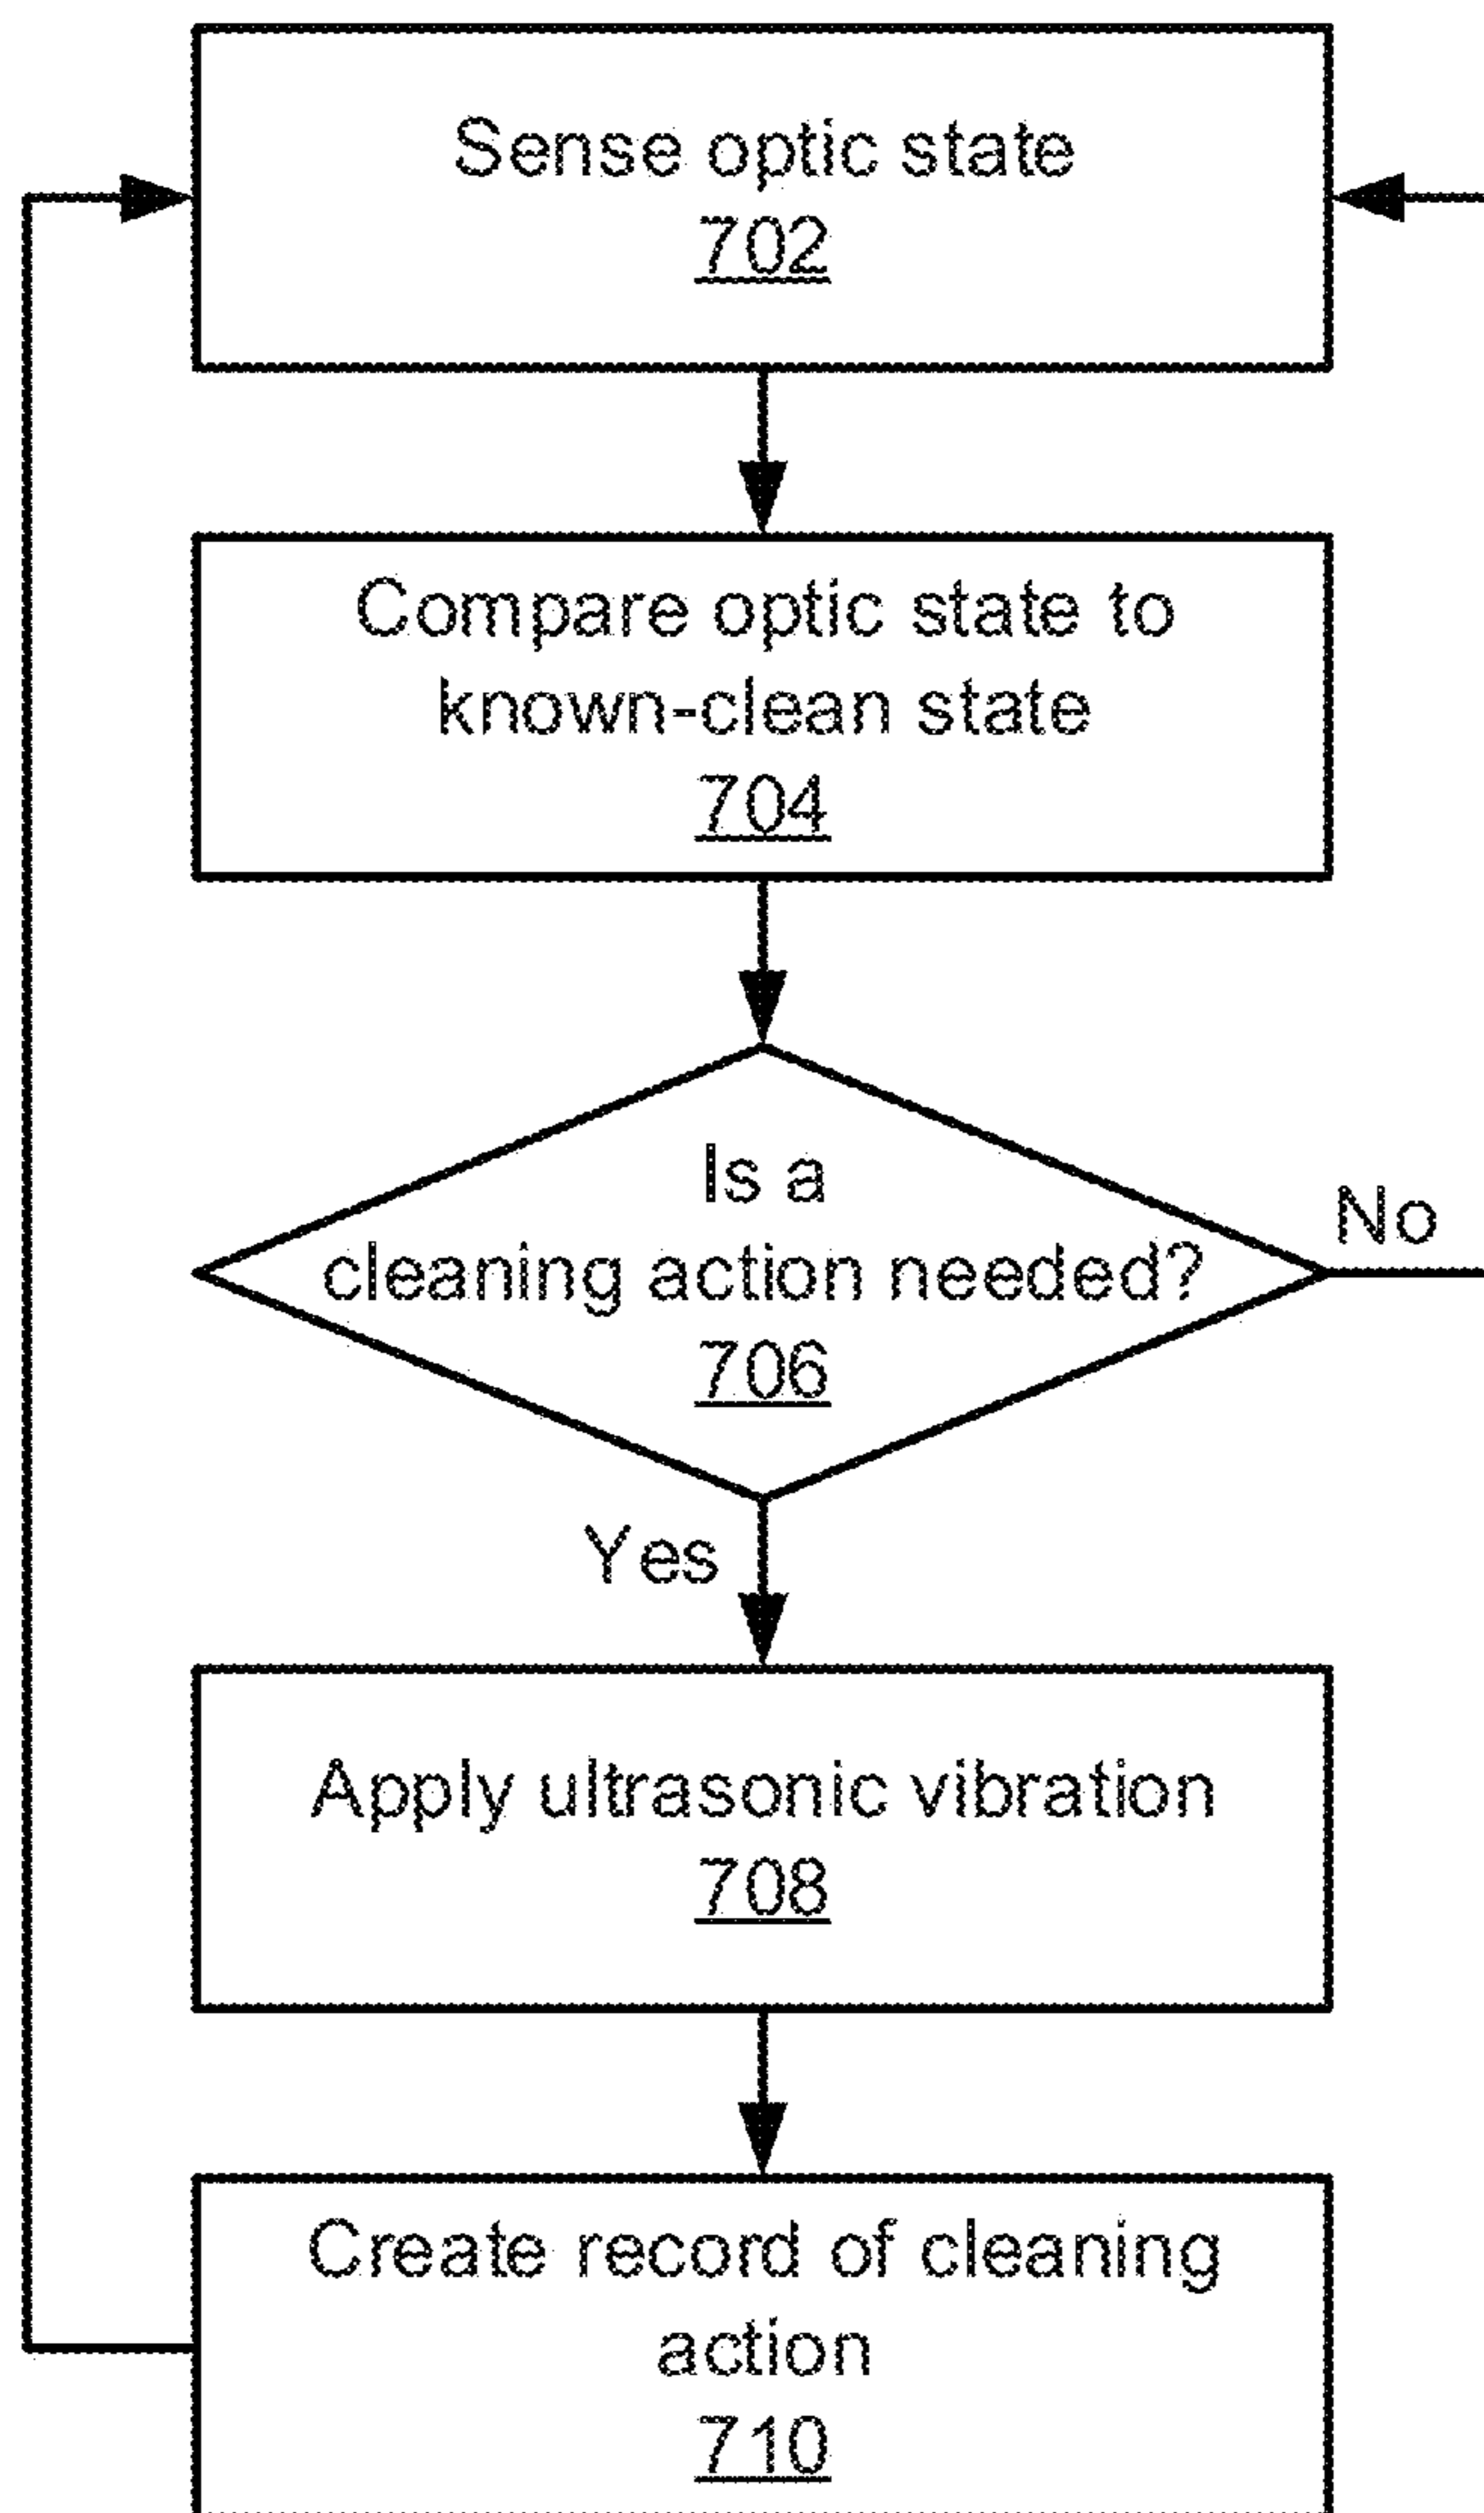 Sense optic state
702
Compare optic state to
known-clean state
704
Is a
cleaning action needed?
706
No
Yes
Apply ultrasonic vibration
708
Create record of cleaning
action
710